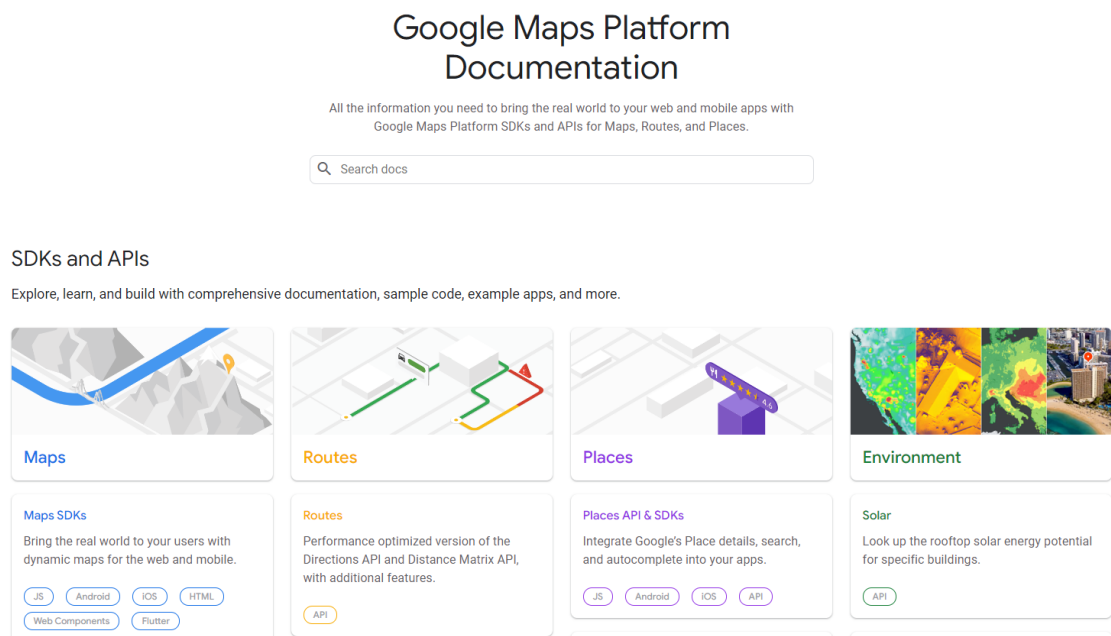 Google Maps Platform
Documentation
All the information you need to bring the real world to your web and mobile apps with
Google Maps Platform SDKs and APIs for Maps, Routes, and Places.
Search docs
SDKs and APIs
Explore, learn, and build with comprehensive documentation, sample code, example apps, and more.
4.6
Maps
Routes
Places
Environment
Maps SDKs
Bring the real world to your users with
dynamic maps for the web and mobile.
JS
Android
iOS
HTML
Web Components
Flutter
Routes
Performance optimized version of the
Directions API and Distance Matrix API,
with additional features.
API
Places API & SDKs
Integrate Google's Place details, search,
and autocomplete into your apps.
JS
Android
iOS
API
Solar
Look up the rooftop solar energy potential
for specific buildings.
API